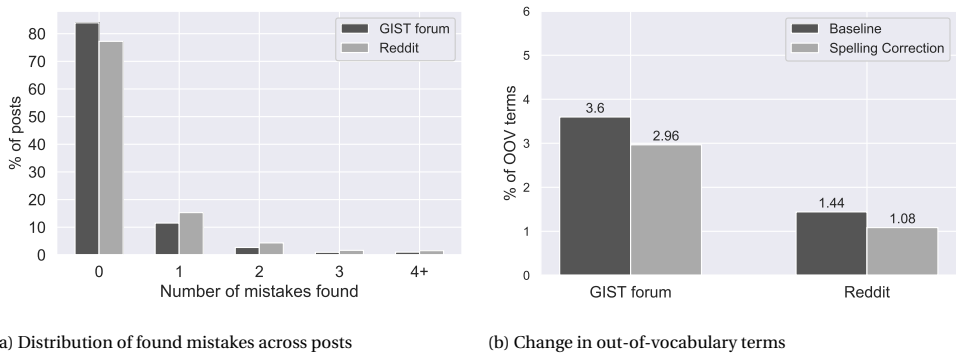 GIST forum
Reddit
% of posts
80
70
60
50
40
30
20
10
0
0 1 2 3 4+
Number of mistakes found
a) Distribution of found mistakes across posts
Baseline
Spelling Correction
% of OOV terms
6
5
4
3
2
1
0
3.6
2.96
1.44
1.08
GIST forum Reddit
(b) Change in out-of-vocabulary terms